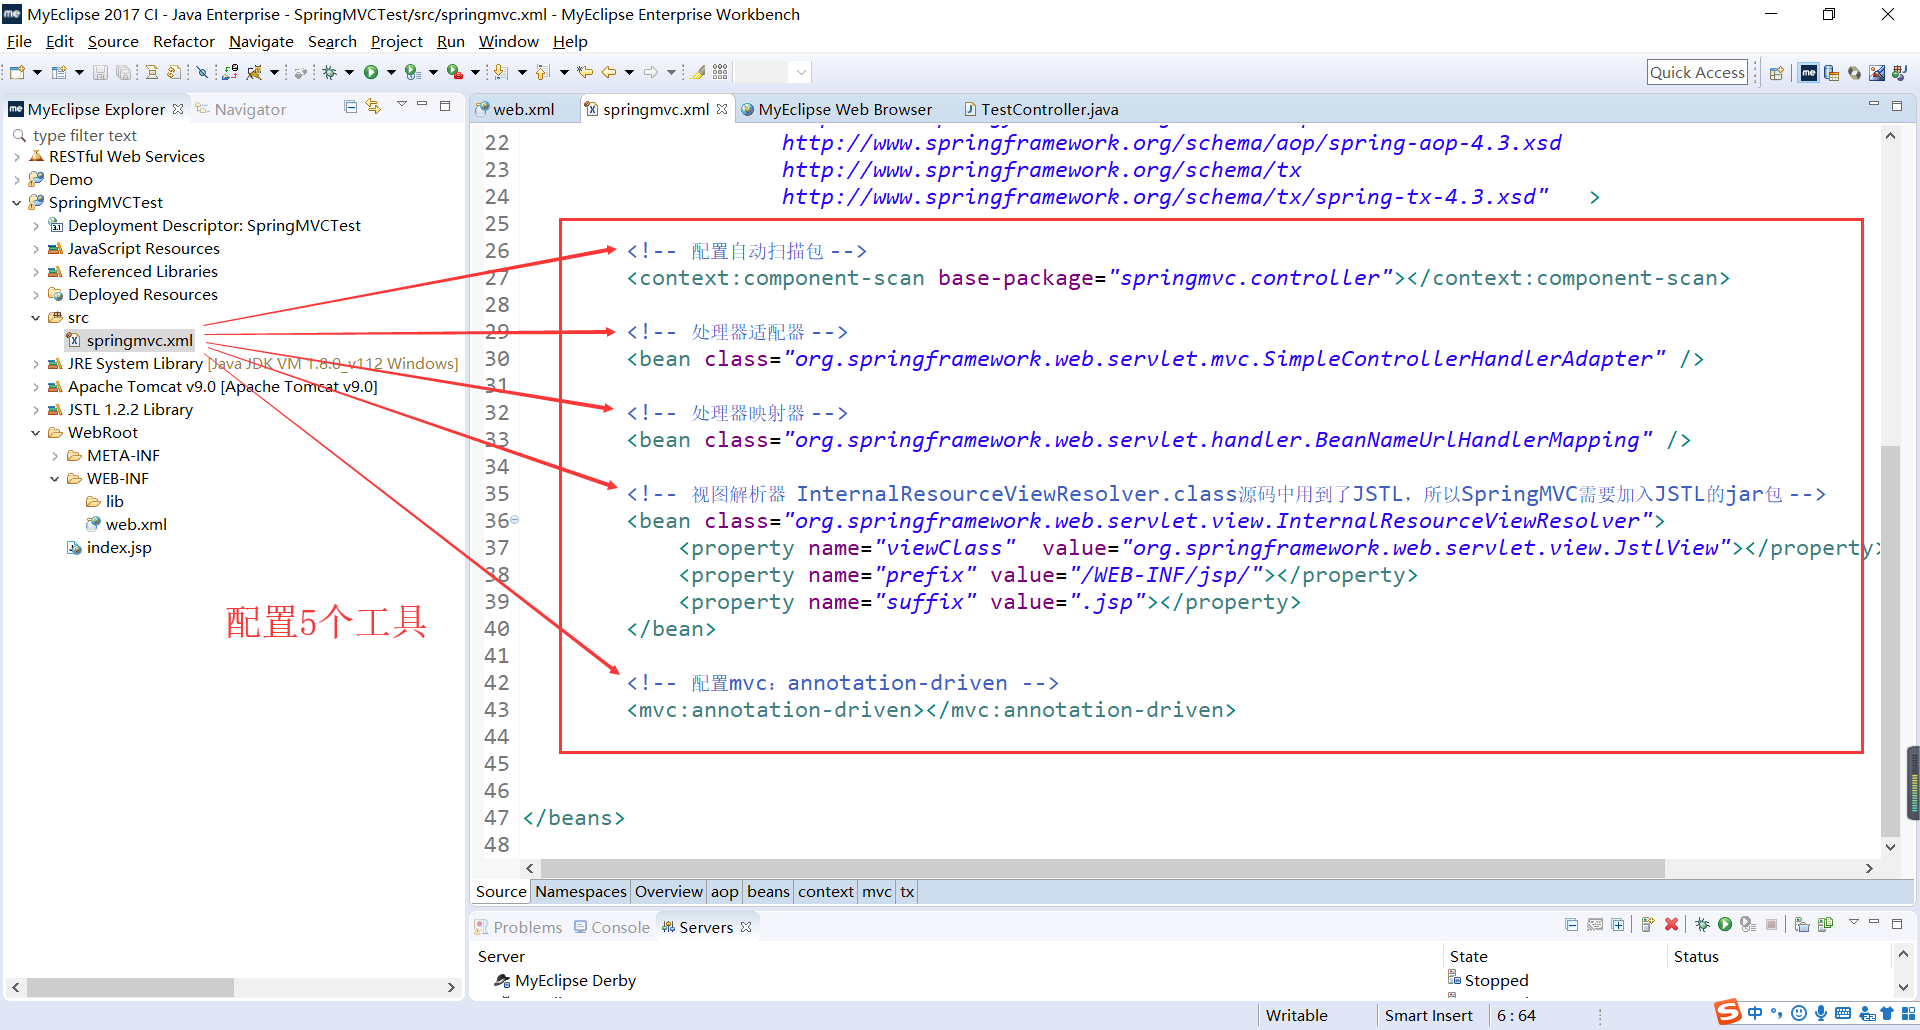 MyEclipse 2017 CI - Java Enterprise - SpringMVCTest/src/springmvc.xml - MyEclipse Enterprise Workbench
File Edit Source Refactor Navigate Search Project Run Window Help
Quick Access
MyEclipse Explorer Navigator
type filter text
RESTful Web Services
Demo
SpringMVCTest
Deployment Descriptor: SpringMVCTest
JavaScript Resources
Referenced Libraries
Deployed Resources
src
springmvc.xml
JRE System Library [Java JDK VM 1.8.0_v112 Windows]
Apache Tomcat v9.0 [Apache Tomcat v9.0]
JSTL 1.2.2 Library
WebRoot
META-INF
WEB-INF
lib
web.xml
index.jsp
配置5个工具
web.xml springmvc.xml MyEclipse Web Browser TestController.java
22 http://www.springframework.org/schema/aop/spring-aop-4.3.xsd
23 http://www.springframework.org/schema/tx
24 http://www.springframework.org/schema/tx/spring-tx-4.3.xsd" >
25
26 <!-- 配置自动扫描包 -->
27 <context:component-scan base-package="springmvc.controller"></context:component-scan>
28
29 <!-- 处理器适配器 -->
30 <bean class="org.springframework.web.servlet.mvc.SimpleControllerHandlerAdapter" />
31
32 <!-- 处理器映射器 -->
33 <bean class="org.springframework.web.servlet.handler.BeanNameUrlHandlerMapping" />
34
35 <!-- 视图解析器 InternalResourceViewResolver.class源码中用到了JSTL，所以SpringMVC需要加入JSTL的jar包 -->
36 <bean class="org.springframework.web.servlet.view.InternalResourceViewResolver">
37 <property name="viewClass" value="org.springframework.web.servlet.view.JstlView"></property>
38 <property name="prefix" value="/WEB-INF/jsp/"></property>
39 <property name="suffix" value=".jsp"></property>
40 </bean>
41
42 <!-- 配置mvc：annotation-driven -->
43 <mvc:annotation-driven></mvc:annotation-driven>
44
45
46
47 </beans>
48
Source Namespaces Overview aop beans context mvc tx
Problems Console Servers
Server State Status
MyEclipse Derby Stopped
Writable Smart Insert 6 : 64
中